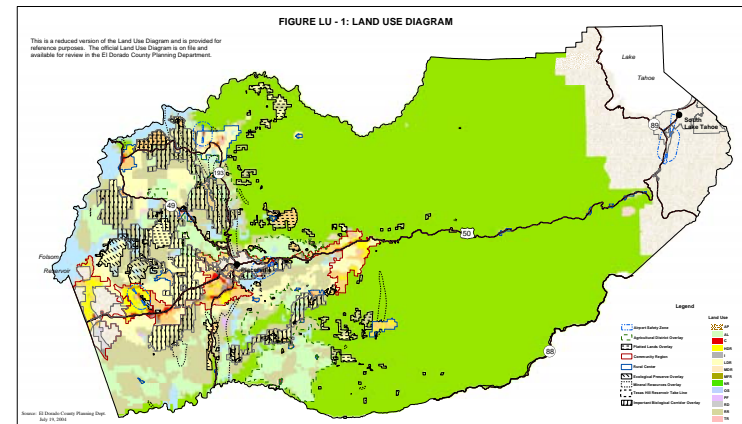 FIGURE LU - 1: LAND USE DIAGRAM
This is a reduced version of the Land Use Diagram and is provided for
reference purposes. The official Land Use Diagram is on file and
available for review in the El Dorado County Planning Department.
Lake
Tahoe
89
South
Lake Tahoe
193
49
50
Folsom
Reservoir
88
Legend
Airport Safety Zone
Agricultural District Overlay
Platted Lands Overlay
Community Region
Rural Center
Ecological Preserve Overlay
Mineral Resources Overlay
Texas Hill Reservoir Take Line
Important Biological Corridor Overlay
Land Use
AP
AL
C
HDR
I
LDR
MDR
MFR
NR
OS
PF
RD
RR
TR
Source: El Dorado County Planning Dept.
July 19, 2004